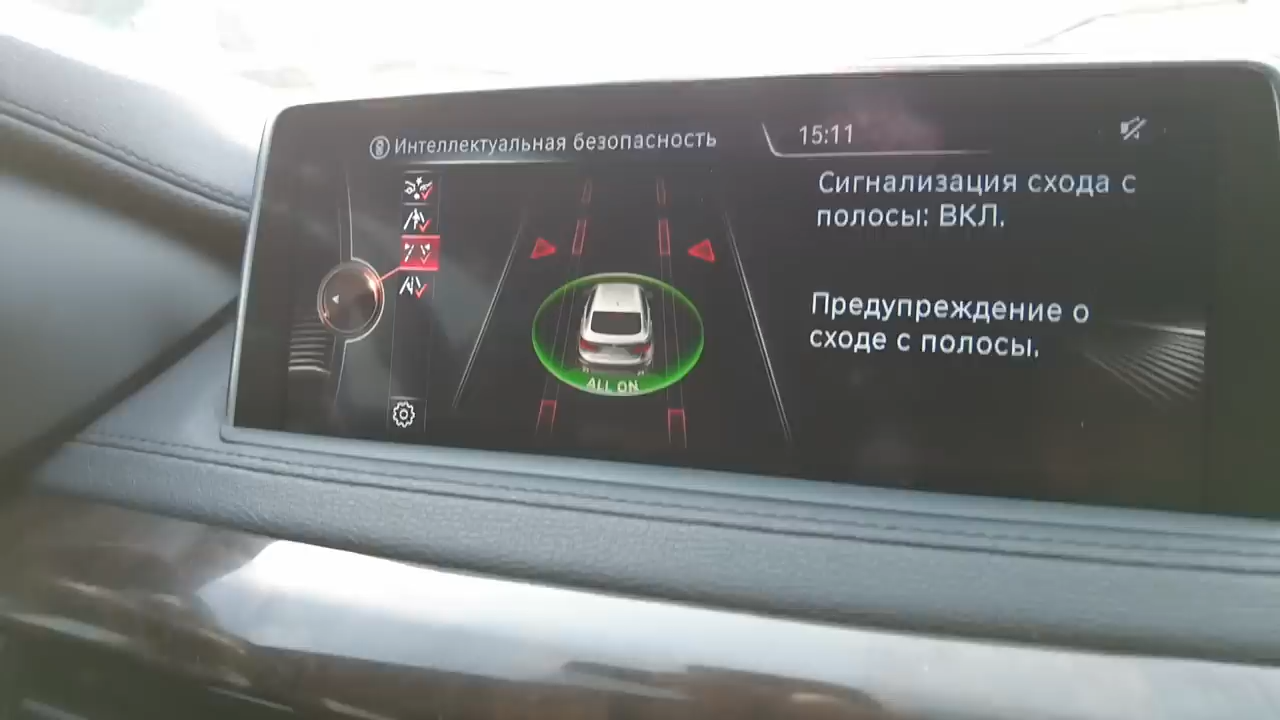 Интеллектуальная безопасность
15:11
Сигнализация схода с
полосы: ВКЛ.
Предупреждение о
сходе с полосы.
ALL ON